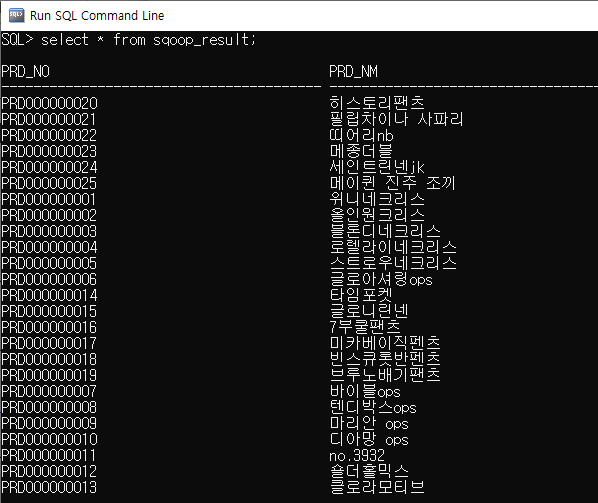 Run SQL Command Line
SQL> select * from sqoop_result;
PRD_NO PRD_NM
PRD000000020 히스토리팬츠
PRD000000021 필립차이나 사파리
PRD000000022 띠어리nb
PRD000000023 메종더블
PRD000000024 세인트린넨jk
PRD000000025 메이퀸 진주 조끼
PRD000000001 위니네크리스
PRD000000002 올인원크리스
PRD000000003 블론디네크리스
PRD000000004 로렐라이네크리스
PRD000000005 스트로우네크리스
PRD000000006 글로아셔링ops
PRD000000014 타임포켓
PRD000000015 글로니린넨
PRD000000016 7부쿨팬츠
PRD000000017 미카베이직펜츠
PRD000000018 빈스큐롯반펜츠
PRD000000019 브루노배기팬츠
PRD000000007 바이블ops
PRD000000008 텐디박스ops
PRD000000009 마리안 ops
PRD000000010 디아망 ops
PRD000000011 no.3932
PRD000000012 숄더홀믹스
PRD000000013 클로라모티브